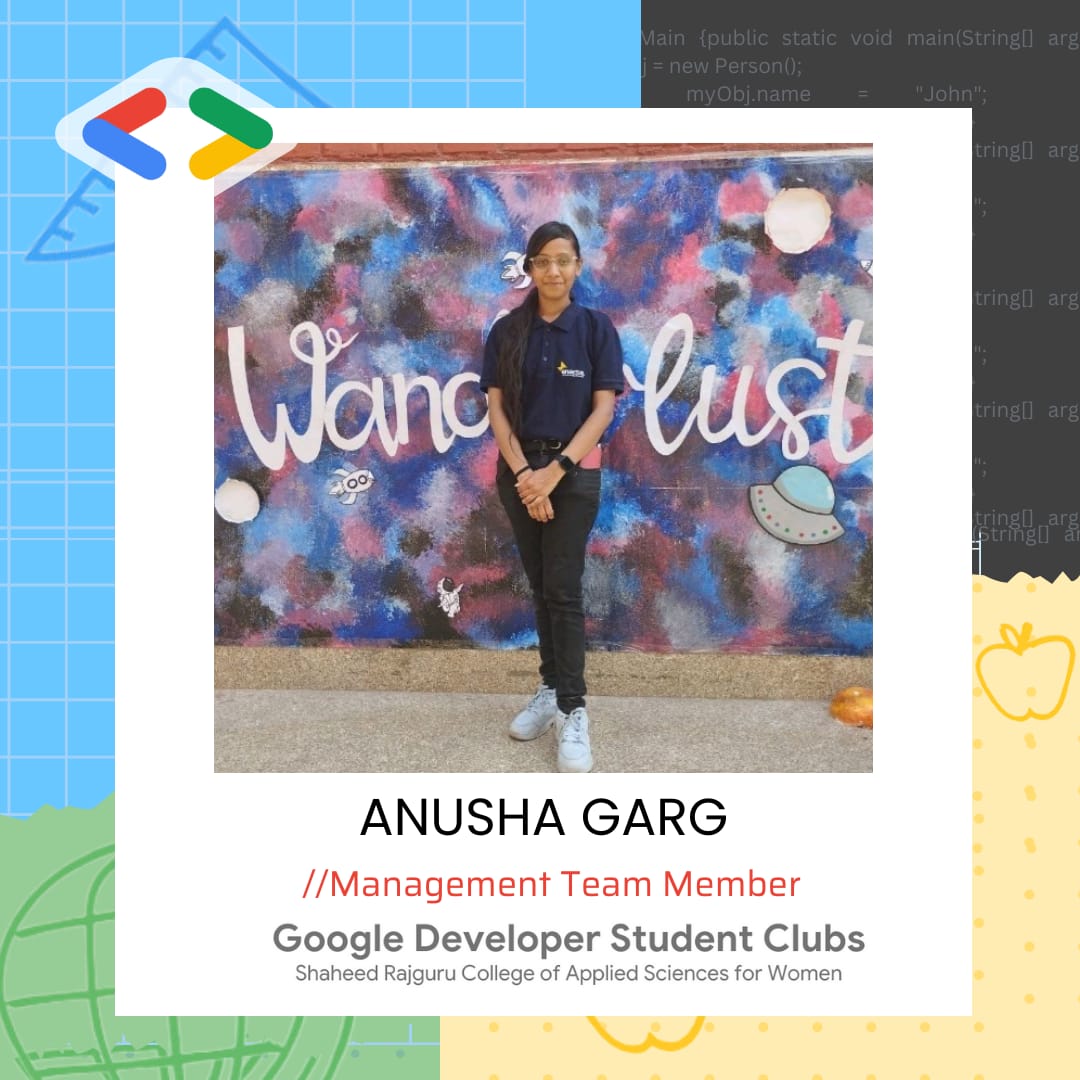 Main {public static void main(String[] arg
j = new Person();
myObj.name = "John";
tring[] arg
";
tring[] arg
";
tring[] arg
";
tring[] arg
(String[] ar
Wand lust
ANUSHA GARG
//Management Team Member
Google Developer Student Clubs
Shaheed Rajguru College of Applied Sciences for Women